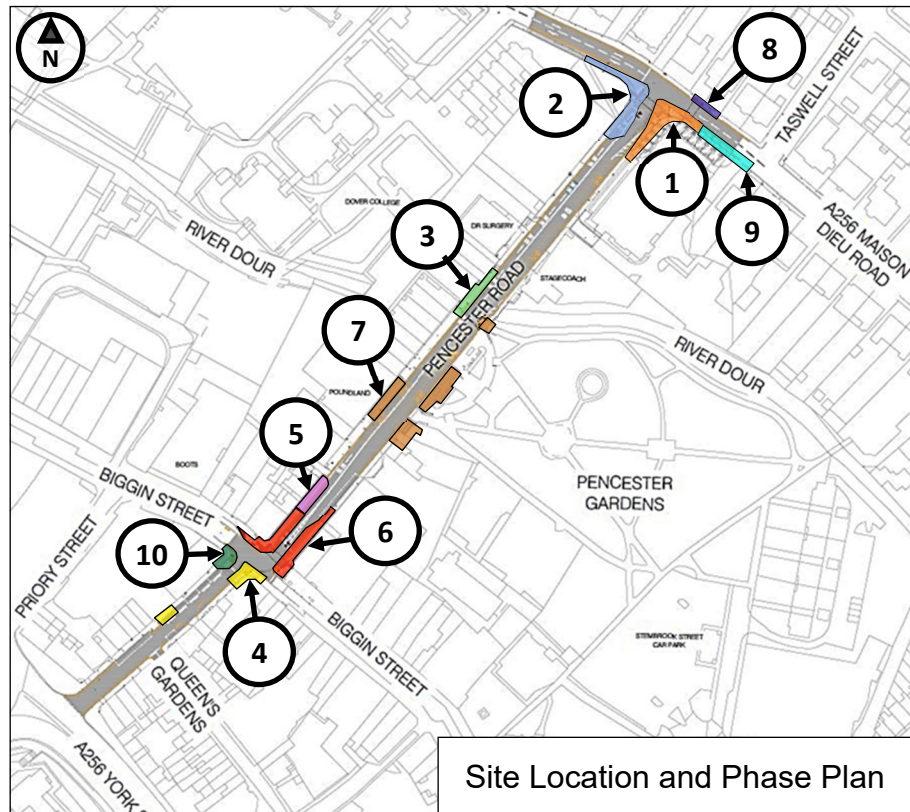 N
8
2
TASWELL STREET
1
9
A256 MAISON
DIEU ROAD
DOVER COLLEGE
DR SURGERY
3
STAGECOACH
RIVER DOUR
PENCESTER ROAD
RIVER DOUR
7
POUNDLAND
5
BOOTS
BIGGIN STREET
PENCESTER
GARDENS
6
10
PRIORY STREET
4
BIGGIN STREET
STEMBROOK STREET
CAR PARK
QUEEN'S
GARDENS
A256 YORK S
Site Location and Phase Plan